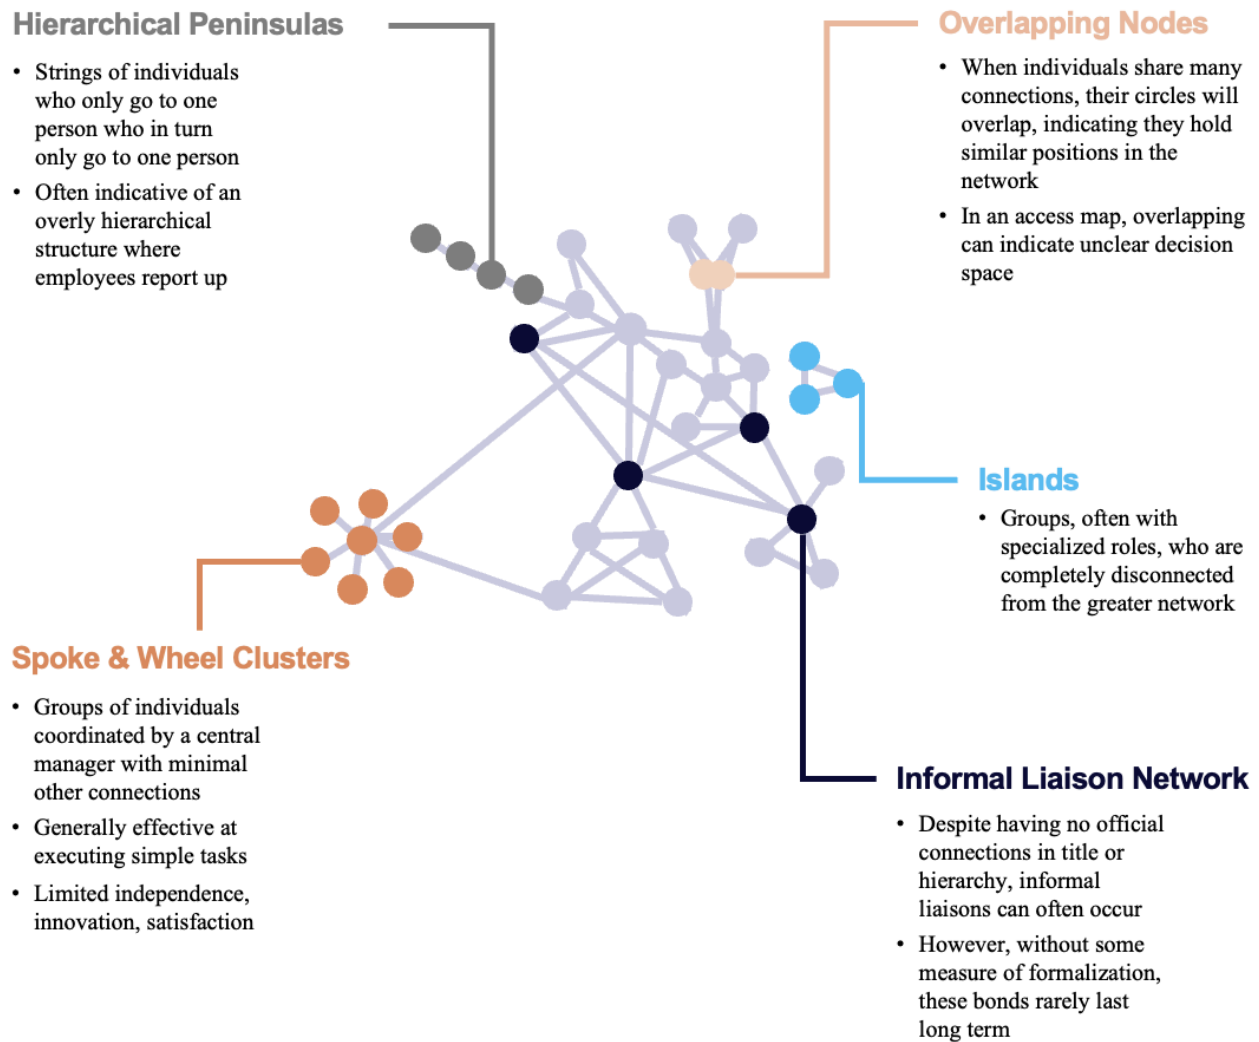 Hierarchical Peninsulas
• Strings of individuals
who only go to one
person who in turn
only go to one person
• Often indicative of an
overly hierarchical
structure where
employees report up
Overlapping Nodes
• When individuals share many
connections, their circles will
overlap, indicating they hold
similar positions in the
network
• In an access map, overlapping
can indicate unclear decision
space
Islands
• Groups, often with
specialized roles, who are
completely disconnected
from the greater network
Spoke & Wheel Clusters
• Groups of individuals
coordinated by a central
manager with minimal
other connections
• Generally effective at
executing simple tasks
• Limited independence,
innovation, satisfaction
Informal Liaison Network
• Despite having no official
connections in title or
hierarchy, informal
liaisons can often occur
• However, without some
measure of formalization,
these bonds rarely last
long term